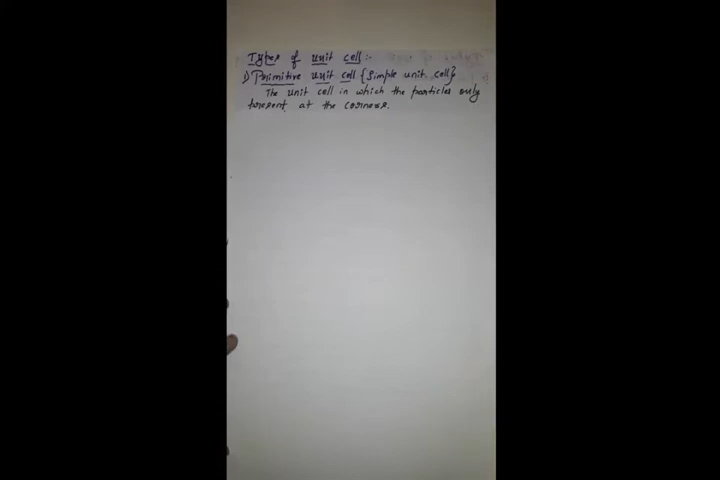 Types of unit cell :-
1) Primitive unit cell {Simple unit cell}
The unit cell in which the particles only
present at the corners.